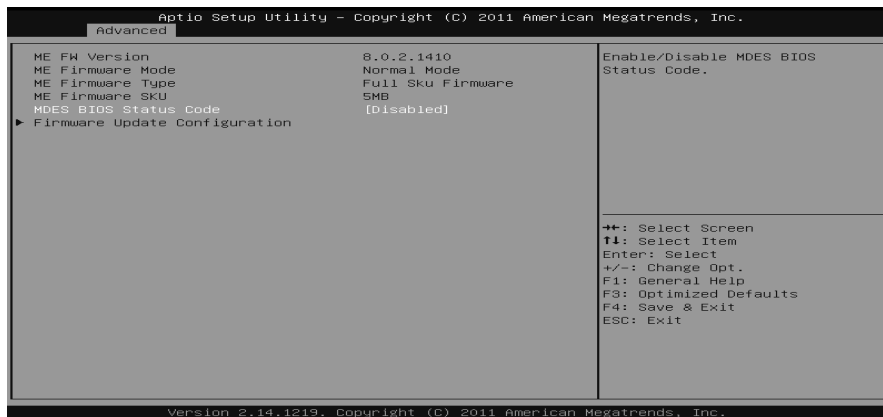 Aptio Setup Utility – Copyright (C) 2011 American Megatrends, Inc.
Advanced
ME FW Version 8.0.2.1410
ME Firmware Mode Normal Mode
ME Firmware Type Full Sku Firmware
ME Firmware SKU 5MB
MDES BIOS Status Code [Disabled]
► Firmware Update Configuration
Enable/Disable MDES BIOS
Status Code.
→←: Select Screen
↑↓: Select Item
Enter: Select
+/-: Change Opt.
F1: General Help
F3: Optimized Defaults
F4: Save & Exit
ESC: Exit
Version 2.14.1219. Copyright (C) 2011 American Megatrends, Inc.